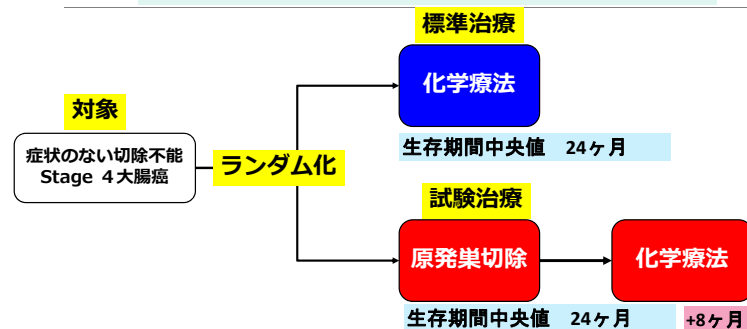 標準治療
化学療法
対象
生存期間中央値 24ヶ月
症状のない切除不能
Stage ４大腸癌
ランダム化
試験治療
原発巣切除
化学療法
生存期間中央値 24ヶ月
+8ヶ月